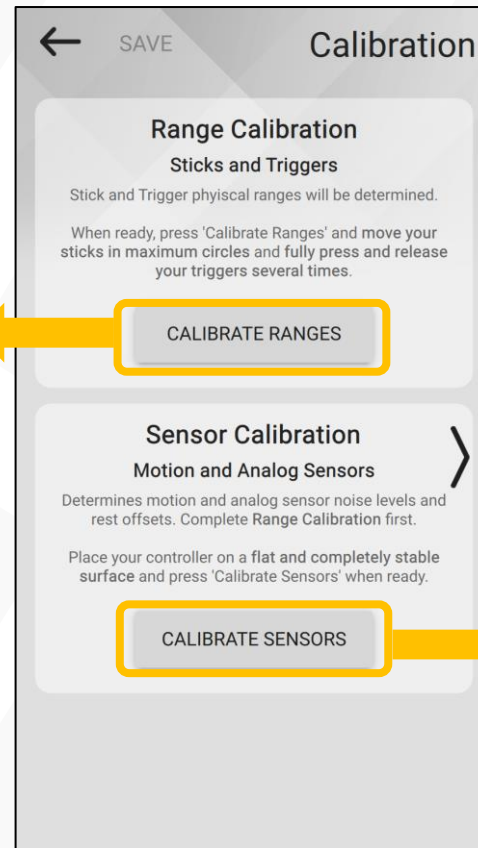 SAVE
Calibration
Range Calibration
Sticks and Triggers
Stick and Trigger phyiscal ranges will be determined.
When ready, press 'Calibrate Ranges' and move your
sticks in maximum circles and fully press and release
your triggers several times.
CALIBRATE RANGES
Sensor Calibration
Motion and Analog Sensors
Determines motion and analog sensor noise levels and
rest offsets. Complete Range Calibration first.
Place your controller on a flat and completely stable
surface and press 'Calibrate Sensors' when ready.
CALIBRATE SENSORS